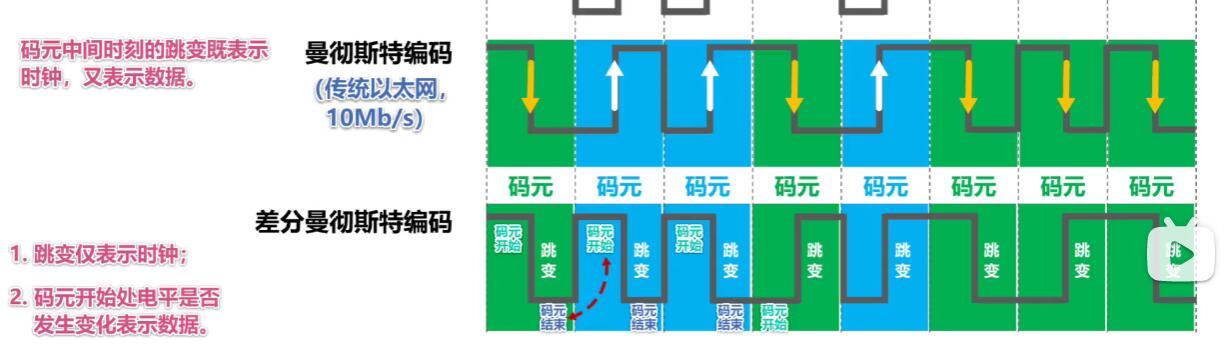 码元中间时刻的跳变既表示
时钟，又表示数据。
曼彻斯特编码
(传统以太网，
10Mb/s)
码元 码元 码元 码元 码元 码元 码元 码元
差分曼彻斯特编码
1. 跳变仅表示时钟；
2. 码元开始处电平是否
发生变化表示数据。
码元
开始
跳
变
码元
结束
码元
开始
跳
变
码元
结束
码元
开始
跳
变
码元
结束
码元
开始
跳
变
跳
变
跳
变
跳
变